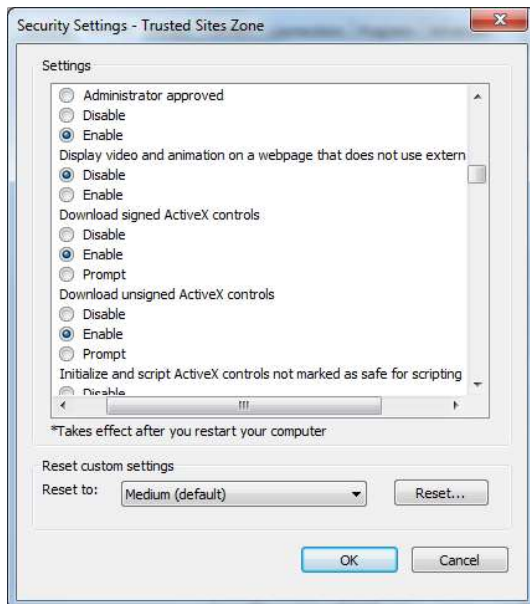 Security Settings - Trusted Sites Zone
Settings
Administrator approved
Disable
Enable
Display video and animation on a webpage that does not use extern
Disable
Enable
Download signed ActiveX controls
Disable
Enable
Prompt
Download unsigned ActiveX controls
Disable
Enable
Prompt
Initialize and script ActiveX controls not marked as safe for scripting
Disable
*Takes effect after you restart your computer
Reset custom settings
Reset to:
Medium (default)
Reset...
OK
Cancel